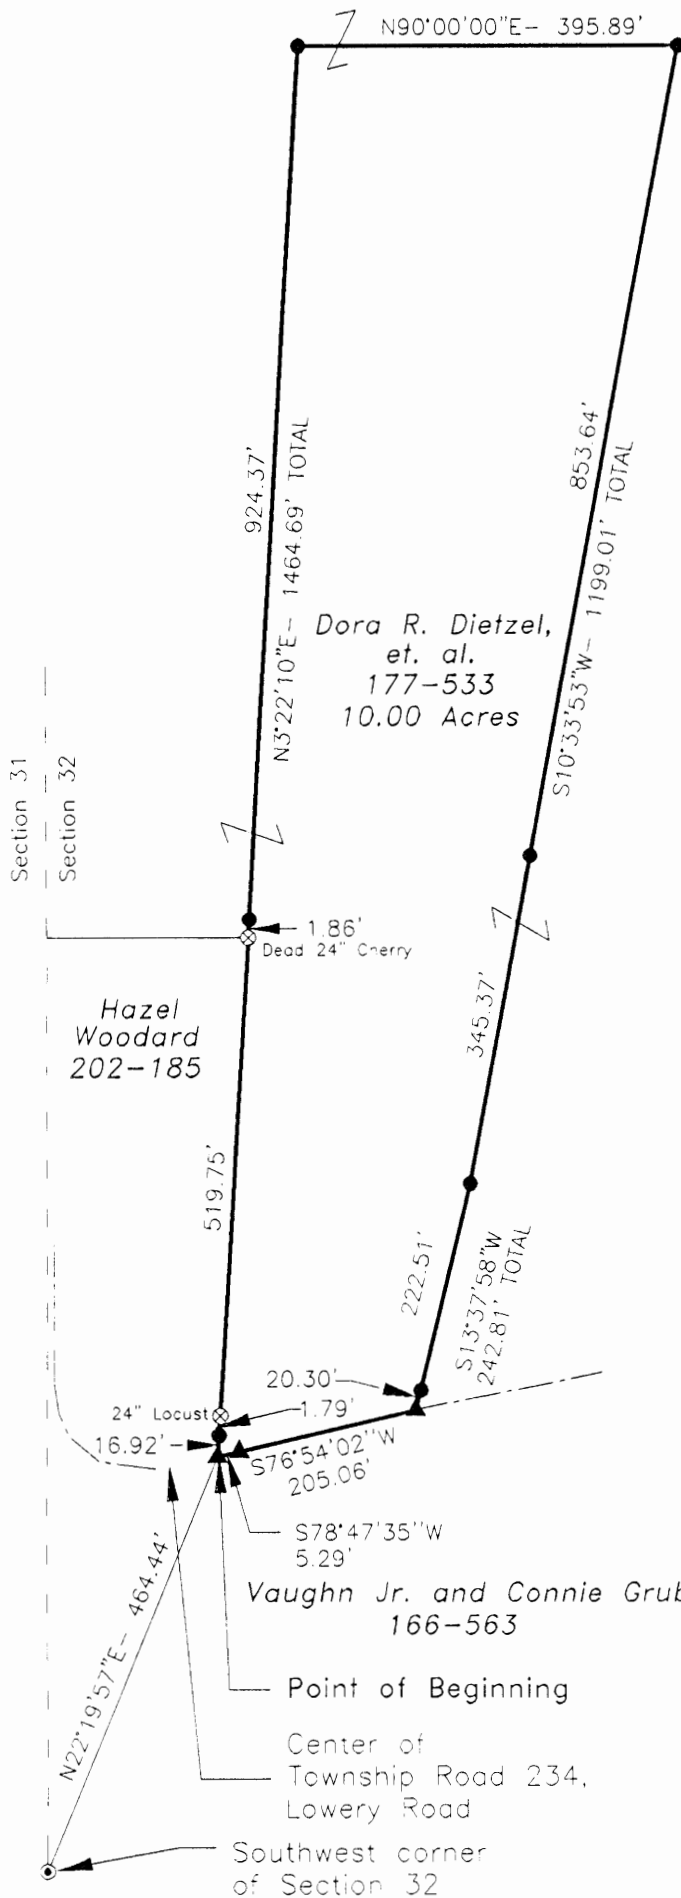 N90°00'00"E- 395.89'
924.37'
N3°22'10"E- 1464.69' TOTAL
853.64'
S10°33'53"W- 1199.01' TOTAL
Dora R. Dietzel,
et. al.
177-533
10.00 Acres
Section 31
Section 32
1.86'
Dead 24" Cherry
Hazel
Woodard
202-185
345.37'
519.75'
222.51'
S13°37'58"W
242.81' TOTAL
20.30'
24" Locust
1.79'
16.92'
S76°54'02"W
205.06'
S78°47'35"W
5.29'
N22°19'57"E- 464.44'
Vaughn Jr. and Connie Grub
166-563
Point of Beginning
Center of
Township Road 234,
Lowery Road
Southwest corner
of Section 32